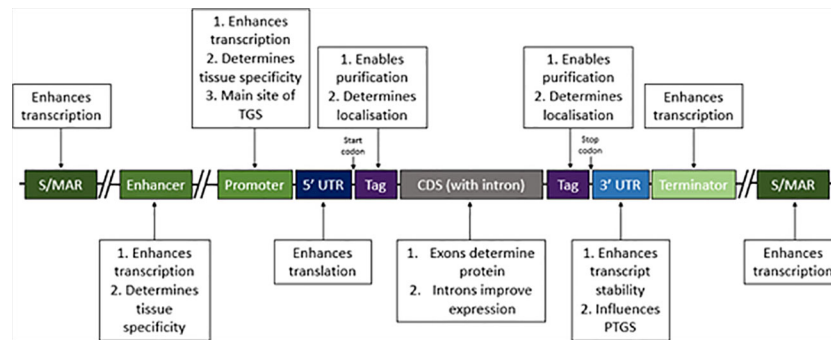 1. Enhances
transcription
2. Determines
tissue specificity
3. Main site of
TGS
1. Enables
purification
2. Determines
localisation
1. Enables
purification
2. Determines
localisation
Enhances
transcription
Enhances
transcription
Start
codon
Stop
codon
S/MAR
Enhancer
Promoter
5' UTR
Tag
CDS (with intron)
Tag
3' UTR
Terminator
S/MAR
1. Enhances
transcription
2. Determines
tissue
specificity
Enhances
translation
1. Exons determine
protein
2. Introns improve
expression
1. Enhances
transcript
stability
2. Influences
PTGS
Enhances
transcription